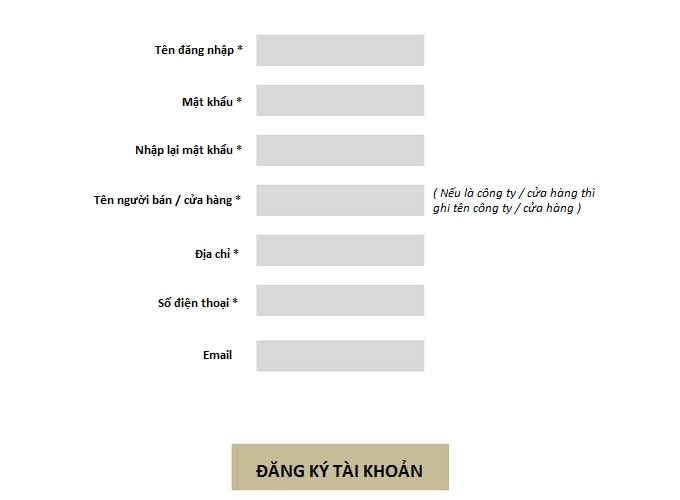 Tên đăng nhập *
Mật khẩu *
Nhập lại mật khẩu *
Tên người bán / cửa hàng *
( Nếu là công ty / cửa hàng thì
ghi tên công ty / cửa hàng )
Địa chỉ *
Số điện thoại *
Email
ĐĂNG KÝ TÀI KHOẢN